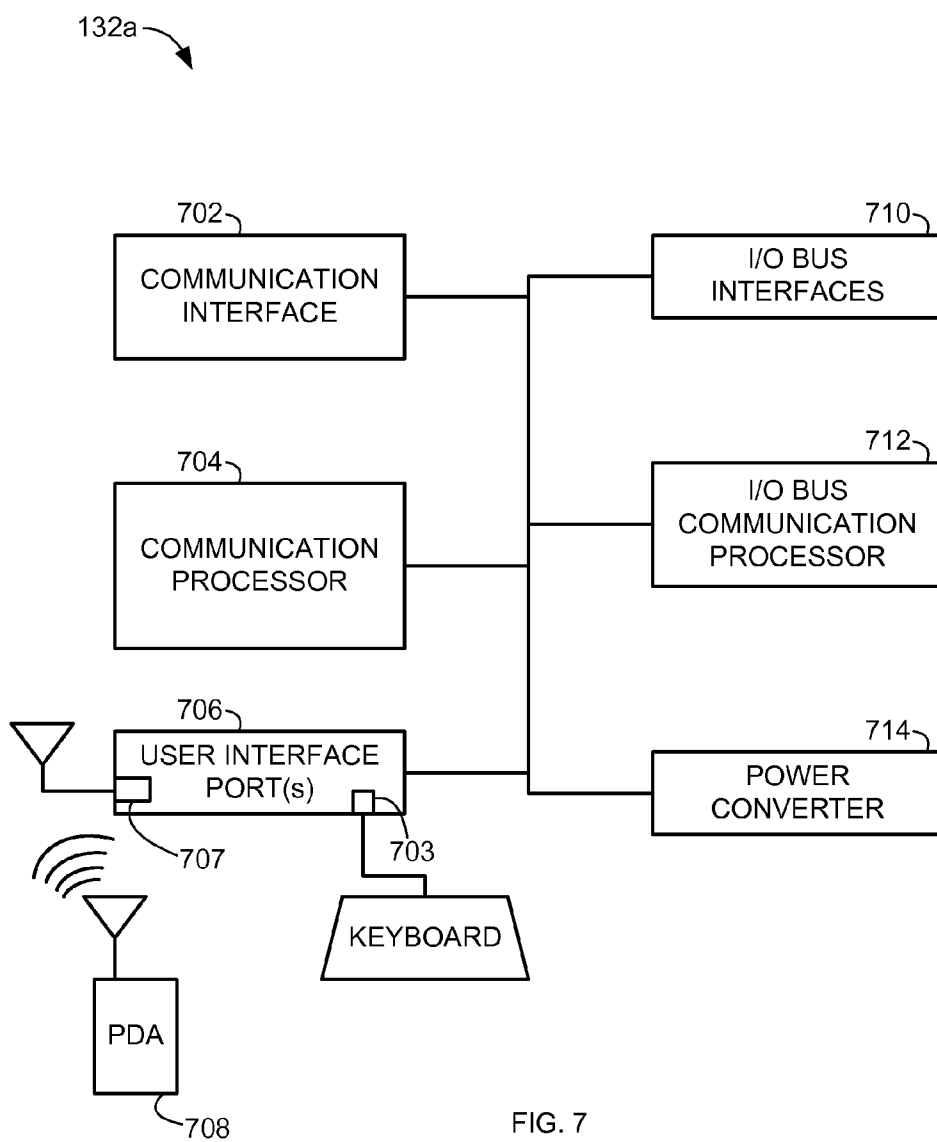 132a
702
COMMUNICATION
INTERFACE
710
I/O BUS
INTERFACES
704
COMMUNICATION
PROCESSOR
712
I/O BUS
COMMUNICATION
PROCESSOR
706
USER INTERFACE
PORT(s)
707
703
714
POWER
CONVERTER
KEYBOARD
PDA
708
FIG. 7